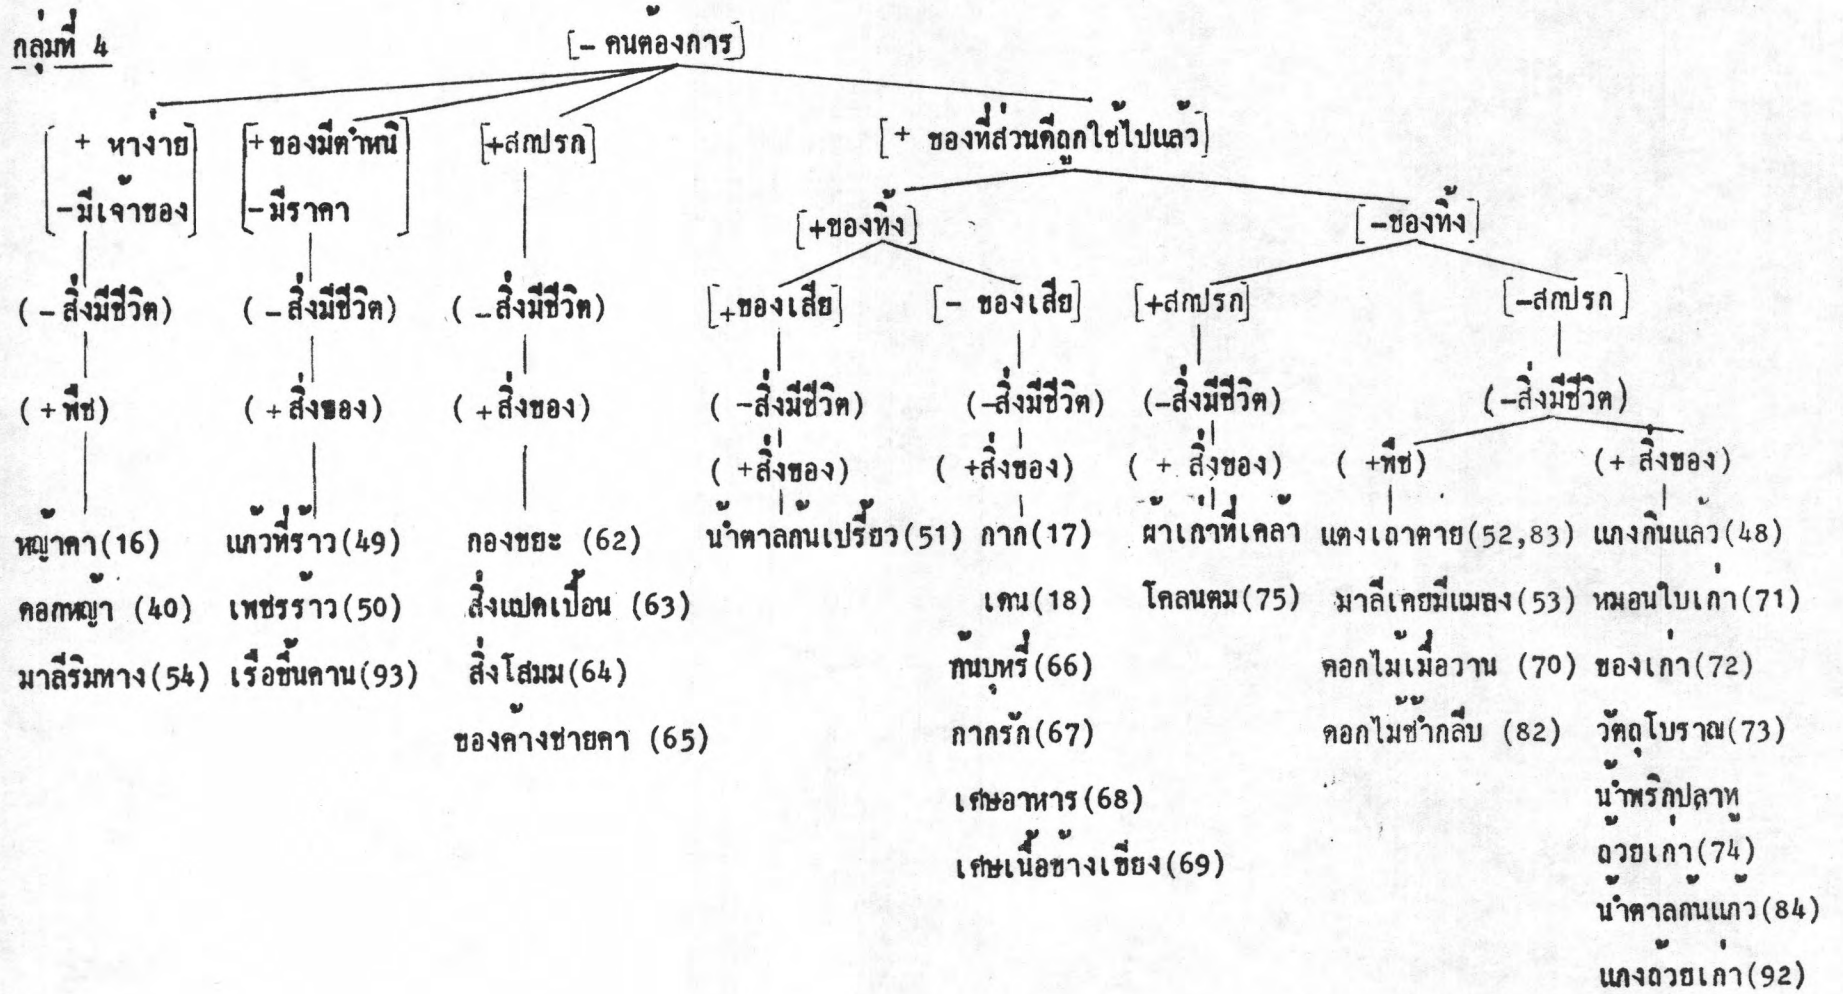 กลุ่มที่ 4
[- คนต้องการ]
[+ หาง่าย -มีเจ้าของ] [+ของมีตำหนิ -มีราคา] [+สกปรก] [+ ของที่ส่วนดีถูกใช้ไปแล้ว]
[+ของทิ้ง] [-ของทิ้ง]
(-สิ่งมีชีวิต) (-สิ่งมีชีวิต) (-สิ่งมีชีวิต) [+ของเสีย] [- ของเสีย] [+สกปรก] [-สกปรก]
(+พืช) (+สิ่งของ) (+สิ่งของ) (-สิ่งมีชีวิต) (-สิ่งมีชีวิต) (-สิ่งมีชีวิต) (-สิ่งมีชีวิต)
(+สิ่งของ) (+สิ่งของ) (+ สิ่งของ) (+พืช) (+ สิ่งของ)
หญ้าคา(16) แก้วที่ร้าว(49) กองขยะ (62) น้ำตาลก้นเปรี้ยว(51) กาก(17) ผ้าเก่าที่เคล้า แตงเถาตาย(52,83) แกงกินแล้ว(48)
ดอกหญ้า (40) เพชรร้าว(50) สิ่งแปดเปื้อน (63) เดน(18) โคลนตม(75) มาลีเคยมีแมลง(53) หมอนใบเก่า(71)
มาลีริมทาง(54) เรือขึ้นคาน(93) สิ่งโสมม(64) ก้นบุหรี่(66) ดอกไม้เมื่อวาน (70) ของเก่า(72)
ของค้างชายคา (65) กากรัก(67) ดอกไม้ช้ำกลีบ (82) วัตถุโบราณ(73)
เศษอาหาร(68) น้ำพริกปลาทู
เศษเนื้อข้างเขียง(69) ถ้วยเก่า(74)
น้ำตาลก้นแก้ว(84)
แกงถ้วยเก่า(92)